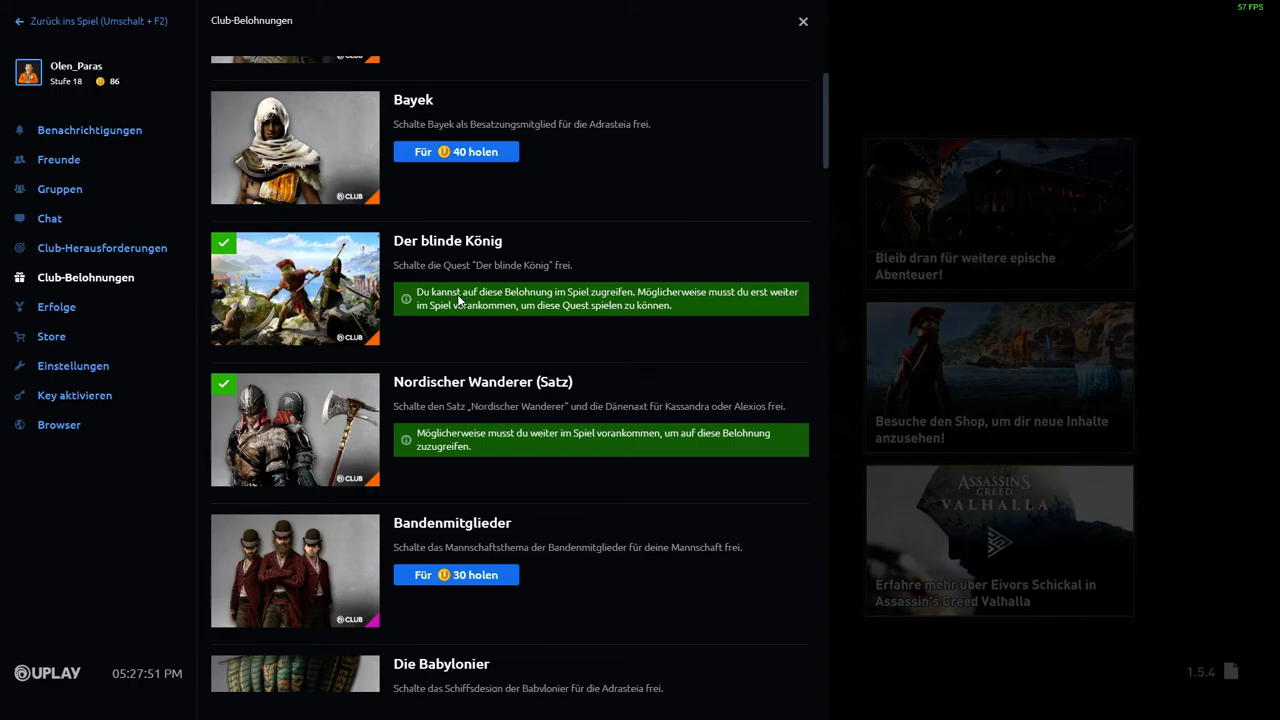 57 FPS
Zurück ins Spiel (Umschalt + F2)
Olen_Paras
Stufe 18 86
Benachrichtigungen
Freunde
Gruppen
Chat
Club-Herausforderungen
Club-Belohnungen
Erfolge
Store
Einstellungen
Key aktivieren
Browser
UPLAY 05:27:51 PM
Club-Belohnungen
Bayek
Schalte Bayek als Besatzungsmitglied für die Adrasteia frei.
Für 40 holen
CLUB
Der blinde König
Schalte die Quest "Der blinde König" frei.
Du kannst auf diese Belohnung im Spiel zugreifen. Möglicherweise musst du erst weiter
im Spiel vorankommen, um diese Quest spielen zu können.
CLUB
Nordischer Wanderer (Satz)
Schalte den Satz „Nordischer Wanderer" und die Dänenaxt für Kassandra oder Alexios frei.
Möglicherweise musst du weiter im Spiel vorankommen, um auf diese Belohnung
zuzugreifen.
CLUB
Bandenmitglieder
Schalte das Mannschaftsthema der Bandenmitglieder für deine Mannschaft frei.
Für 30 holen
CLUB
Die Babylonier
Schalte das Schiffsdesign der Babylonier für die Adrasteia frei.
Bleib dran für weitere epische
Abenteuer!
Besuche den Shop, um dir neue Inhalte
anzusehen!
ASSASSIN'S
CREED
VALHALLA
Erfahre mehr über Eivors Schickal in
Assassin's Creed Valhalla
1.5.4